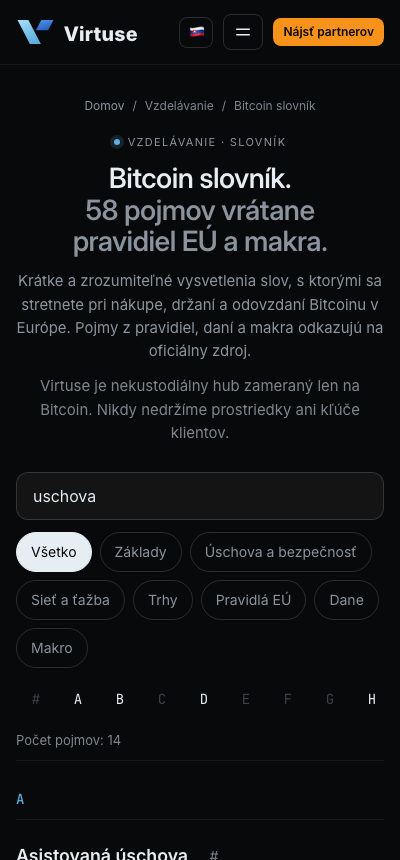 Virtuse
Nájsť partnerov
Domov / Vzdelávanie / Bitcoin slovník
VZDELÁVANIE · SLOVNÍK
Bitcoin slovník.
58 pojmov vrátane
pravidiel EÚ a makra.
Krátke a zrozumiteľné vysvetlenia slov, s ktorými sa
stretnete pri nákupe, držaní a odovzdaní Bitcoinu v
Európe. Pojmy z pravidiel, daní a makra odkazujú na
oficiálny zdroj.
Virtuse je nekustodiálny hub zameraný len na
Bitcoin. Nikdy nedržíme prostriedky ani kľúče
klientov.
uschova
Všetko Základy Úschova a bezpečnosť
Sieť a ťažba Trhy Pravidlá EÚ Dane
Makro
# A B C D E F G H
Počet pojmov: 14
A
Asistovaná úschova #